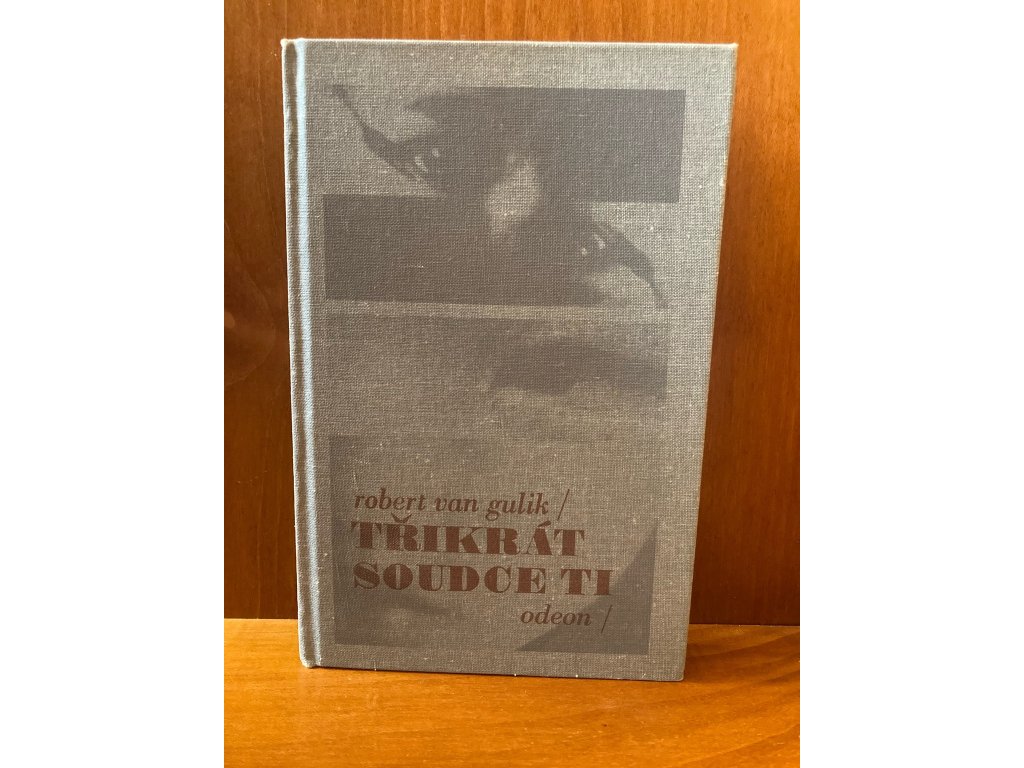 robert van gulik /
TŘIKRÁT
SOUDCE TI
odeon /